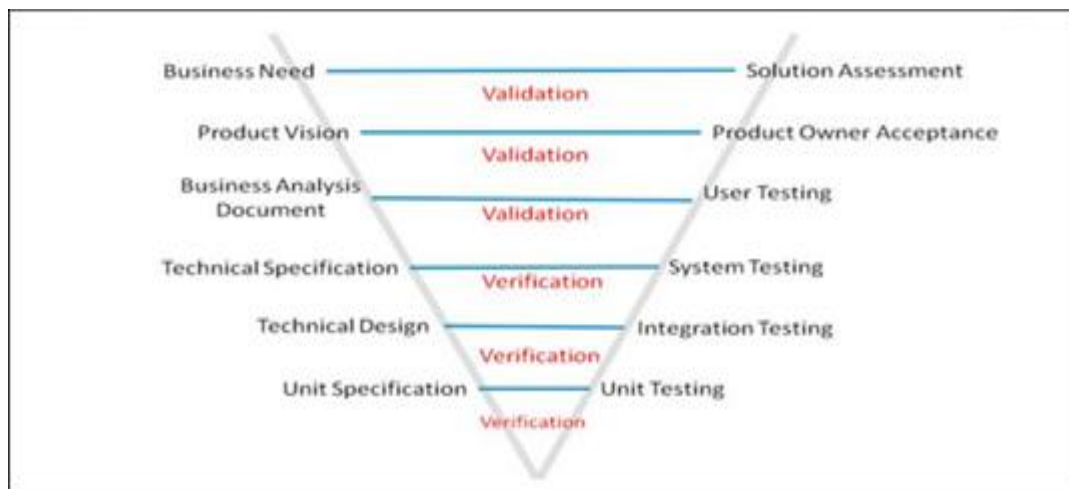 Business Need
Solution Assessment
Validation
Product Vision
Product Owner Acceptance
Validation
Business Analysis
Document
User Testing
Validation
Technical Specification
System Testing
Verification
Technical Design
Integration Testing
Verification
Unit Specification
Unit Testing
Verification